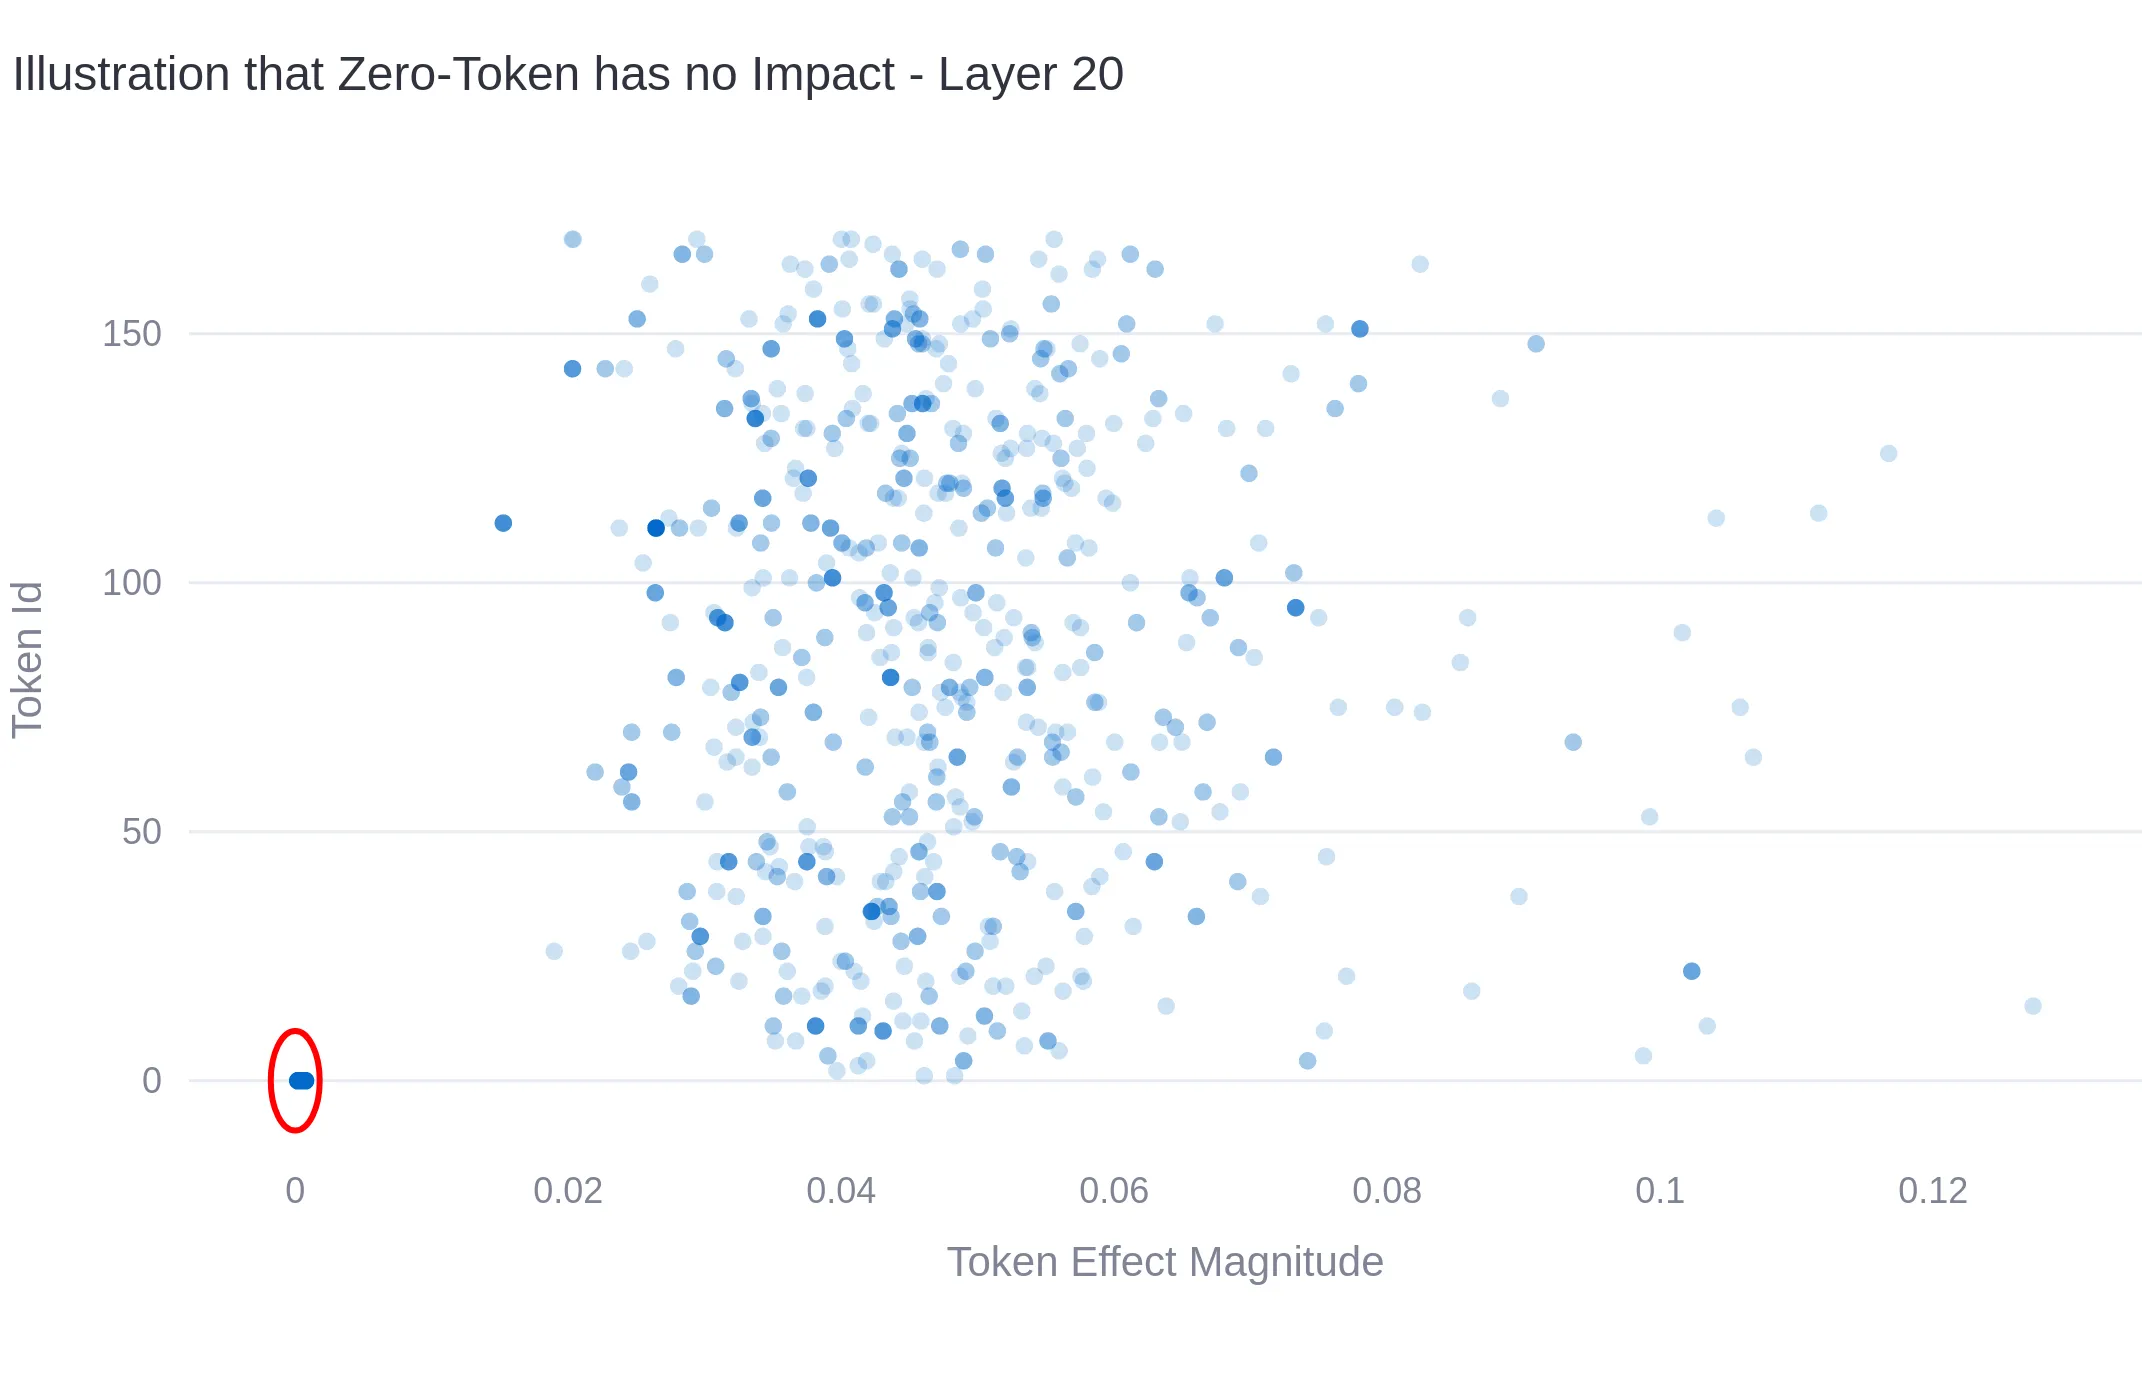 Illustration that Zero-Token has no Impact - Layer 20
Token Id
150
100
50
0
0 0.02 0.04 0.06 0.08 0.1 0.12
Token Effect Magnitude